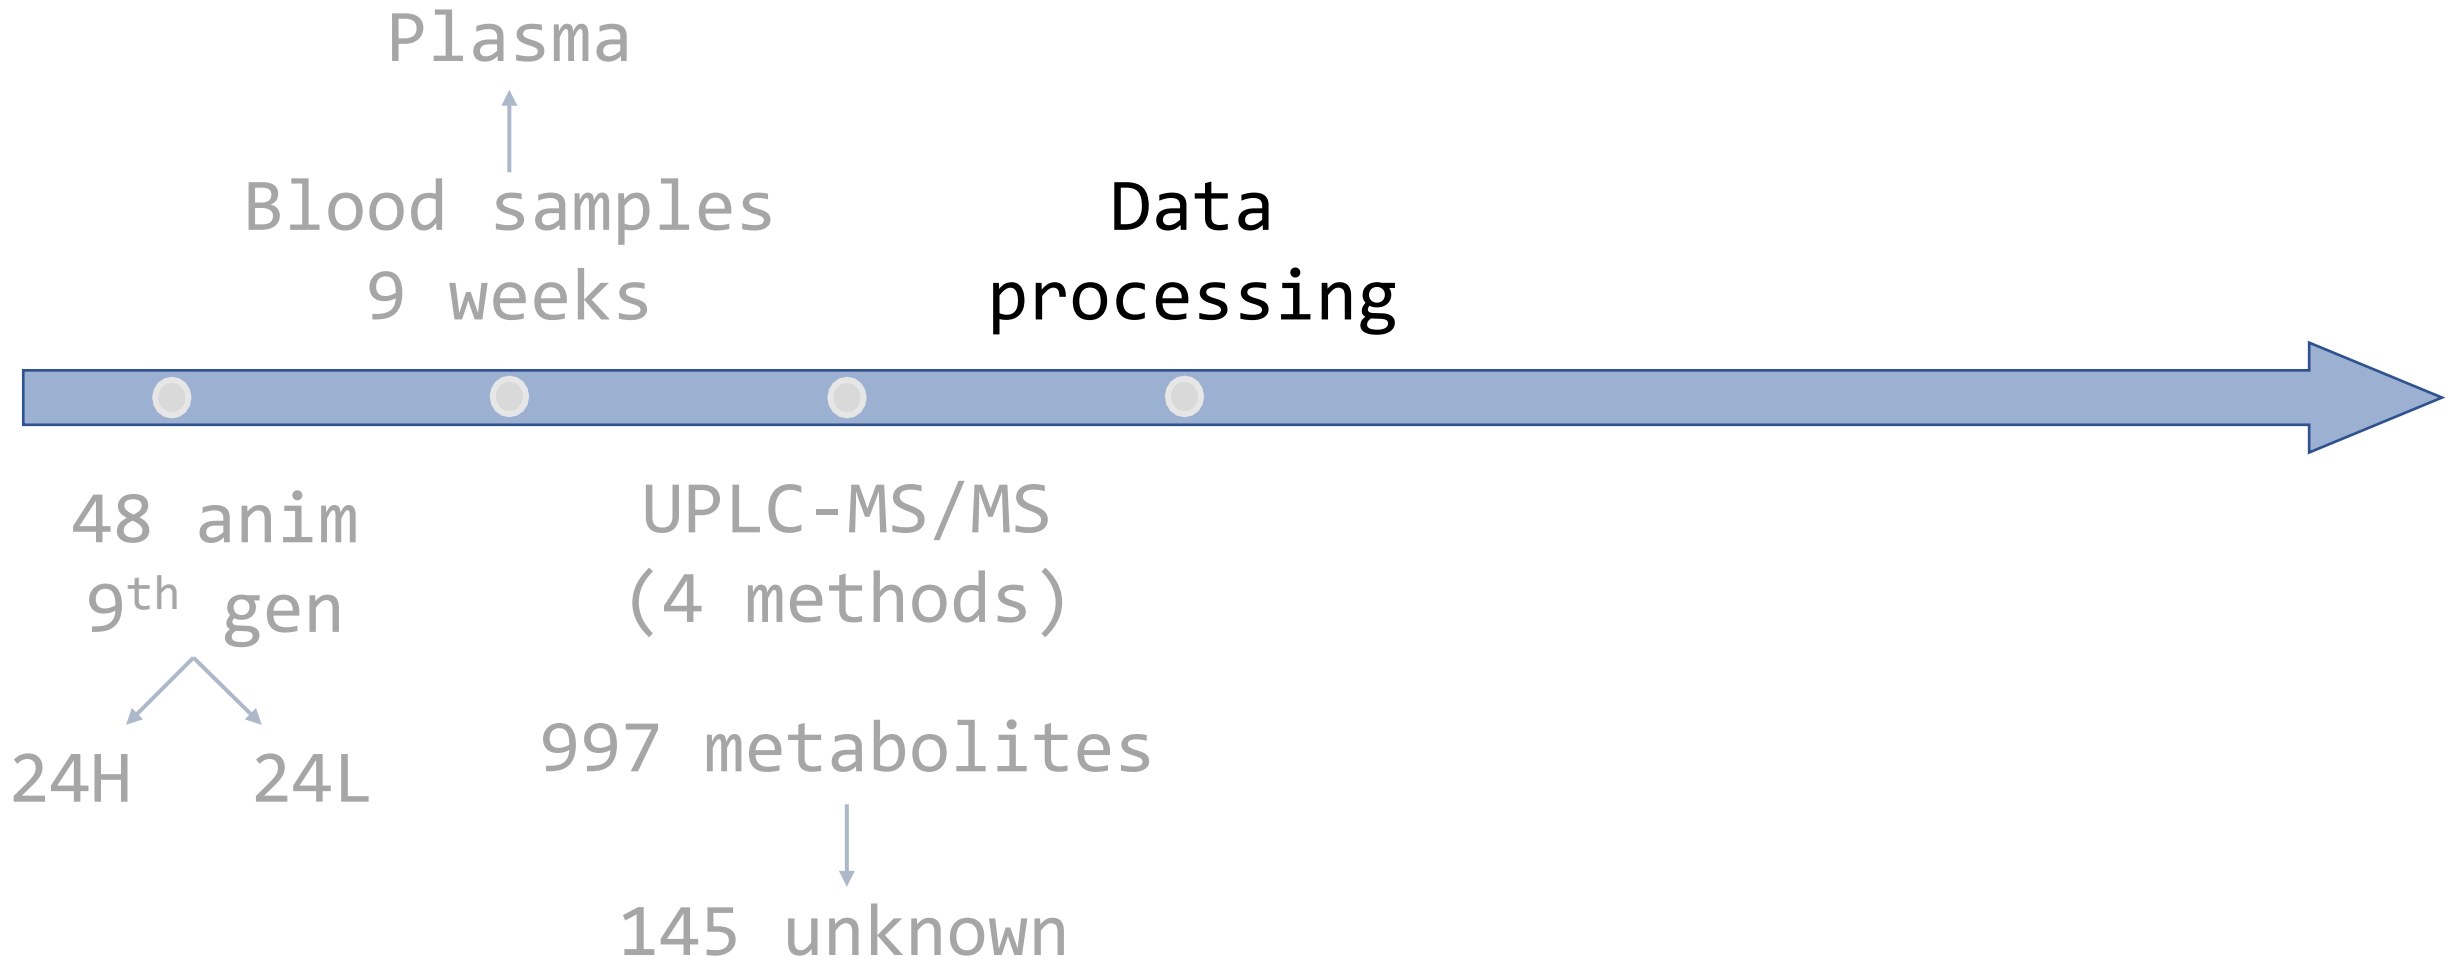 Plasma
Blood samples
9 weeks
Data
processing
48 anim
9th gen
24H
24L
UPLC-MS/MS
(4 methods)
997 metabolites
145 unknown